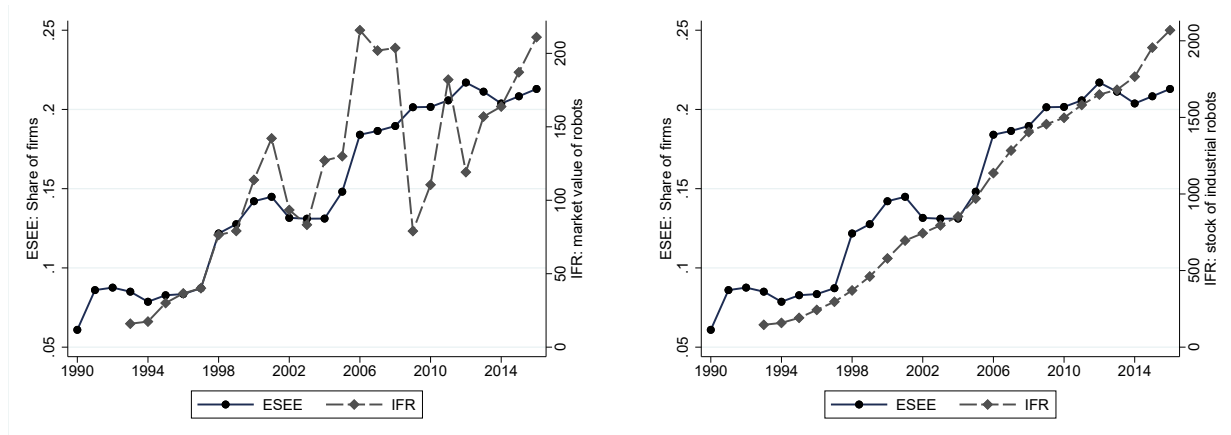 ESEE: Share of firms
.05 .1 .15 .2 .25
IFR: market value of robots
0 50 100 150 200
1990 1994 1998 2002 2006 2010 2014
ESEE IFR
ESEE: Share of firms
.05 .1 .15 .2 .25
IFR: stock of industrial robots
0 500 1000 1500 2000
1990 1994 1998 2002 2006 2010 2014
ESEE IFR